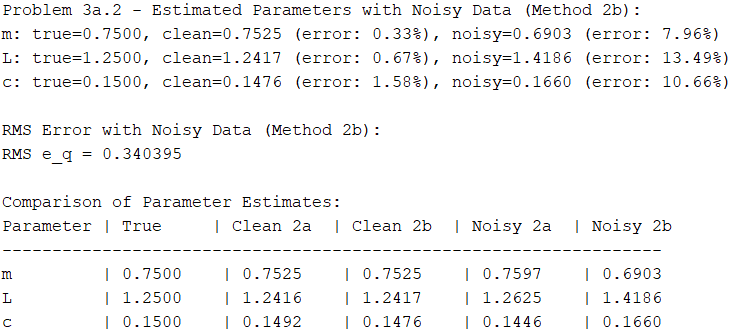 Problem 3a.2 - Estimated Parameters with Noisy Data (Method 2b):
m: true=0.7500, clean=0.7525 (error: 0.33%), noisy=0.6903 (error: 7.96%)
L: true=1.2500, clean=1.2417 (error: 0.67%), noisy=1.4186 (error: 13.49%)
c: true=0.1500, clean=0.1476 (error: 1.58%), noisy=0.1660 (error: 10.66%)
RMS Error with Noisy Data (Method 2b):
RMS e_q = 0.340395
Comparison of Parameter Estimates:
Parameter | True | Clean 2a | Clean 2b | Noisy 2a | Noisy 2b
------------------------------------------------------------------
m | 0.7500 | 0.7525 | 0.7525 | 0.7597 | 0.6903
L | 1.2500 | 1.2416 | 1.2417 | 1.2625 | 1.4186
c | 0.1500 | 0.1492 | 0.1476 | 0.1446 | 0.1660